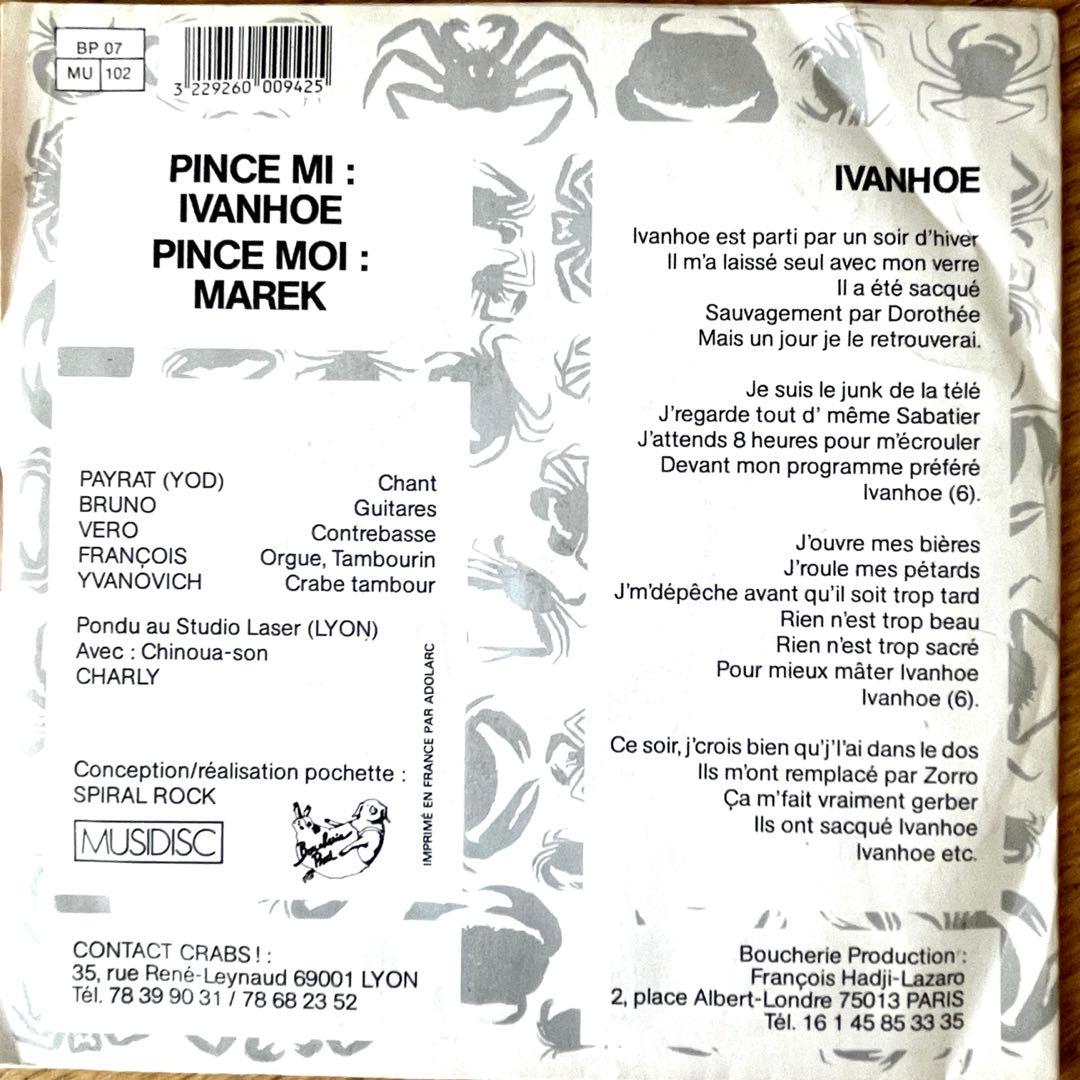 BP 07
MU 102
3 229260 009425
PINCE MI :
IVANHOE
PINCE MOI :
MAREK
PAYRAT (YOD) Chant
BRUNO Guitares
VERO Contrebasse
FRANÇOIS Orgue, Tambourin
YVANOVICH Crabe tambour
Pondu au Studio Laser (LYON)
Avec : Chinoua-son
CHARLY
Conception/réalisation pochette :
SPIRAL ROCK
MUSIDISC
Boucherie
Prod.
IMPRIMÉ EN FRANCE PAR ADOLARC
CONTACT CRABS ! :
35, rue René-Leynaud 69001 LYON
Tél. 78 39 90 31 / 78 68 23 52
IVANHOE
Ivanhoe est parti par un soir d'hiver
Il m'a laissé seul avec mon verre
Il a été sacqué
Sauvagement par Dorothée
Mais un jour je le retrouverai.
Je suis le junk de la télé
J'regarde tout d' même Sabatier
J'attends 8 heures pour m'écrouler
Devant mon programme préféré
Ivanhoe (6).
J'ouvre mes bières
J'roule mes pétards
J'm'dépêche avant qu'il soit trop tard
Rien n'est trop beau
Rien n'est trop sacré
Pour mieux mâter Ivanhoe
Ivanhoe (6).
Ce soir, j'crois bien qu'j'l'ai dans le dos
Ils m'ont remplacé par Zorro
Ça m'fait vraiment gerber
Ils ont sacqué Ivanhoe
Ivanhoe etc.
Boucherie Production :
François Hadji-Lazaro
2, place Albert-Londre 75013 PARIS
Tél. 16 1 45 85 33 35